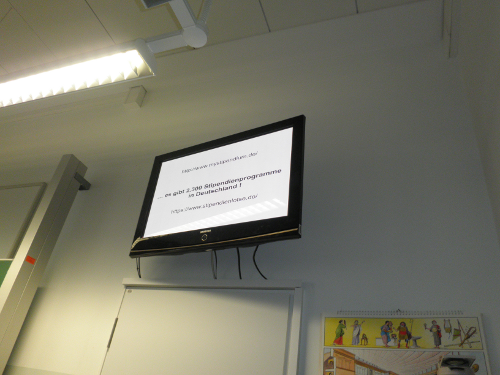 http://www.mystipendium.de/
... es gibt 2.300 Stipendienprogramme
in Deutschland !
https://www.stipendienlotse.de/